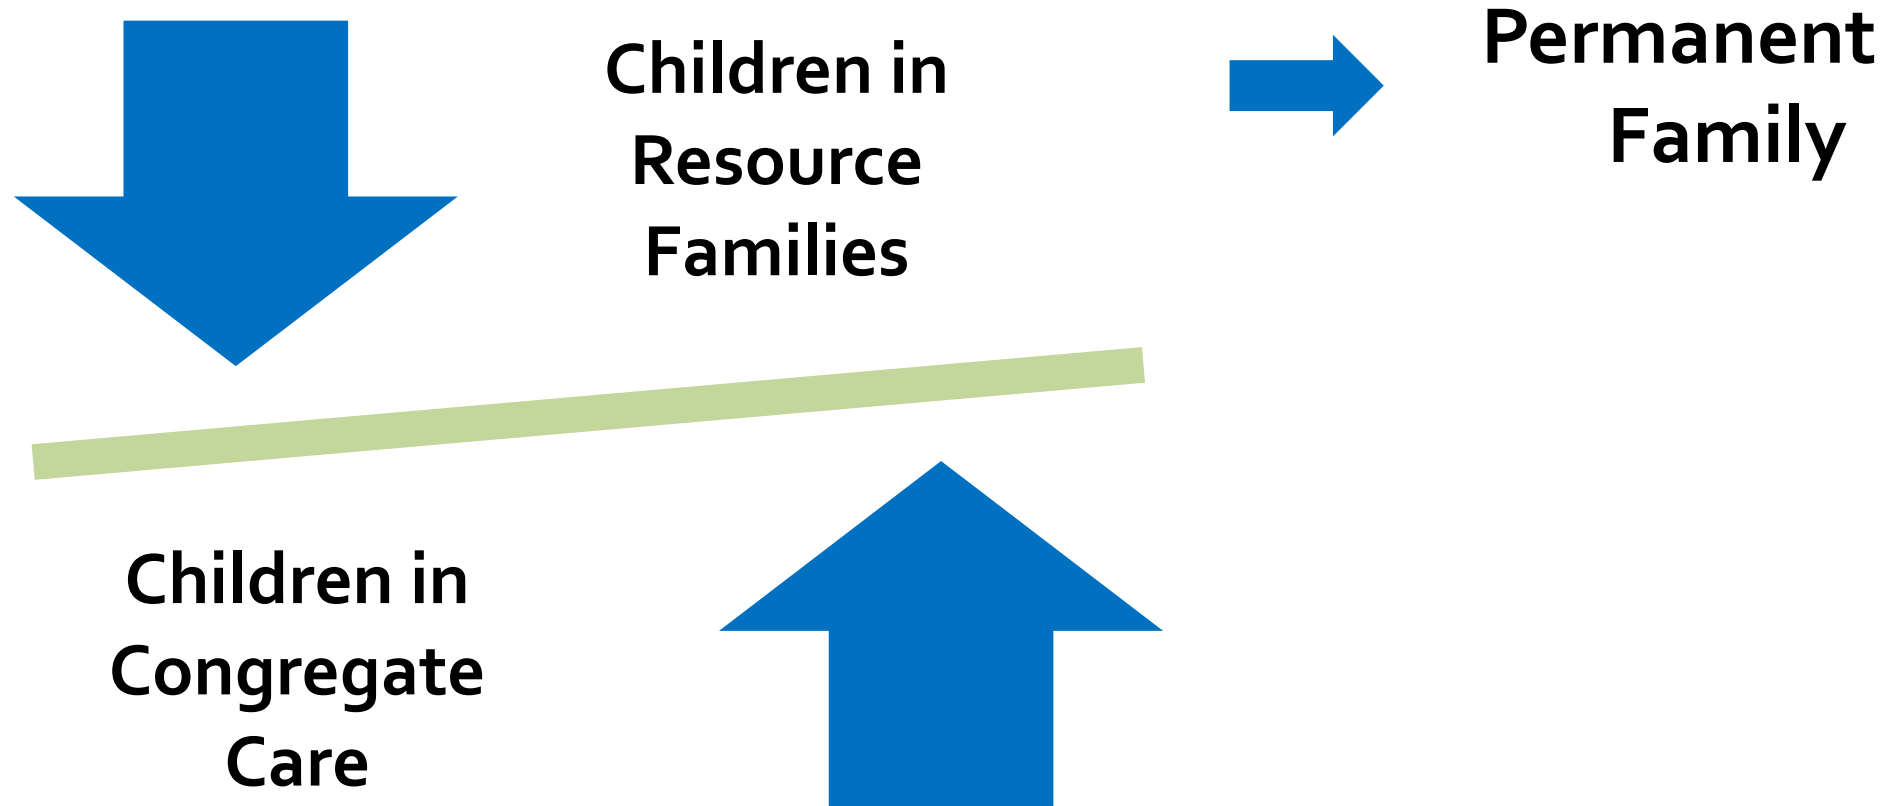 Children in
Resource
Families
Permanent
Family
Children in
Congregate
Care